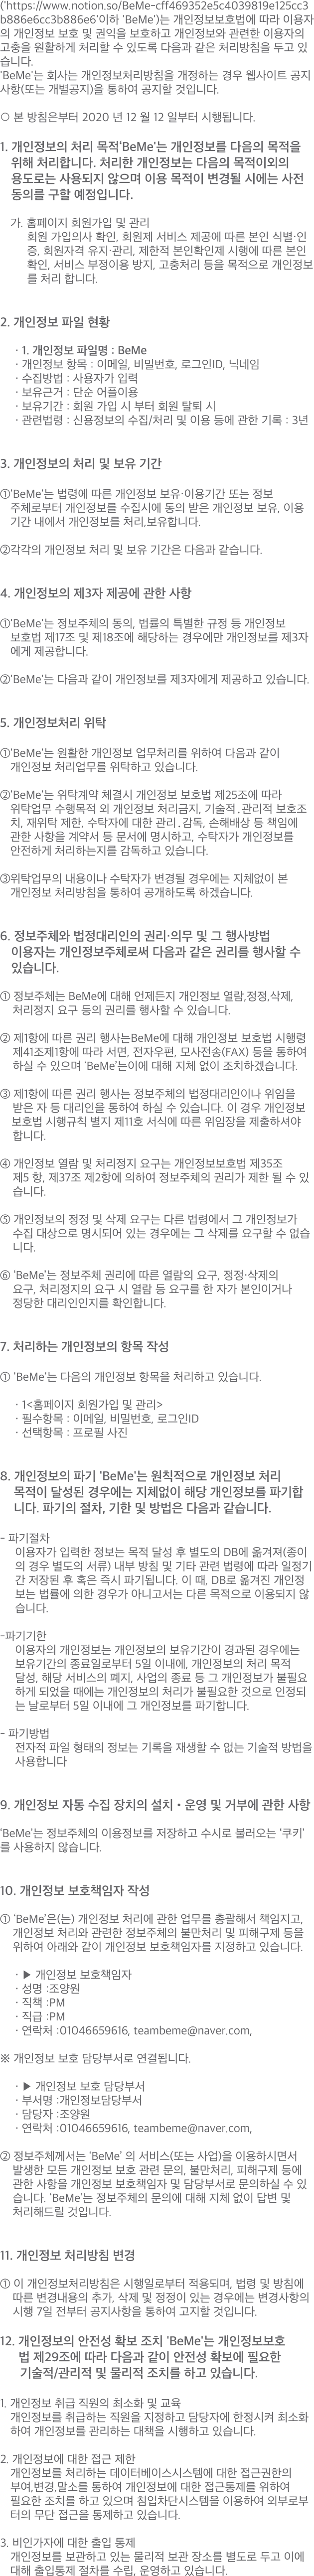 ('https://www.notion.so/BeMe-cff469352e5c4039819e125cc3
b886e6cc3b886e6'이하 'BeMe')는 개인정보보호법에 따라 이용자
의 개인정보 보호 및 권익을 보호하고 개인정보와 관련한 이용자의
고충을 원활하게 처리할 수 있도록 다음과 같은 처리방침을 두고 있
습니다.
'BeMe'는 회사는 개인정보처리방침을 개정하는 경우 웹사이트 공지
사항(또는 개별공지)을 통하여 공지할 것입니다.
○ 본 방침은부터 2020 년 12 월 12 일부터 시행됩니다.
1. 개인정보의 처리 목적'BeMe'는 개인정보를 다음의 목적을
위해 처리합니다. 처리한 개인정보는 다음의 목적이외의
용도로는 사용되지 않으며 이용 목적이 변경될 시에는 사전
동의를 구할 예정입니다.
가. 홈페이지 회원가입 및 관리
회원 가입의사 확인, 회원제 서비스 제공에 따른 본인 식별·인
증, 회원자격 유지·관리, 제한적 본인확인제 시행에 따른 본인
확인, 서비스 부정이용 방지, 고충처리 등을 목적으로 개인정보
를 처리 합니다.
2. 개인정보 파일 현황
· 1. 개인정보 파일명 : BeMe
· 개인정보 항목 : 이메일, 비밀번호, 로그인ID, 닉네임
· 수집방법 : 사용자가 입력
· 보유근거 : 단순 어플이용
· 보유기간 : 회원 가입 시 부터 회원 탈퇴 시
· 관련법령 : 신용정보의 수집/처리 및 이용 등에 관한 기록 : 3년
3. 개인정보의 처리 및 보유 기간
①'BeMe'는 법령에 따른 개인정보 보유·이용기간 또는 정보
주체로부터 개인정보를 수집시에 동의 받은 개인정보 보유, 이용
기간 내에서 개인정보를 처리,보유합니다.
②각각의 개인정보 처리 및 보유 기간은 다음과 같습니다.
4. 개인정보의 제3자 제공에 관한 사항
①'BeMe'는 정보주체의 동의, 법률의 특별한 규정 등 개인정보
보호법 제17조 및 제18조에 해당하는 경우에만 개인정보를 제3자
에게 제공합니다.
②'BeMe'는 다음과 같이 개인정보를 제3자에게 제공하고 있습니다.
5. 개인정보처리 위탁
①'BeMe'는 원활한 개인정보 업무처리를 위하여 다음과 같이
개인정보 처리업무를 위탁하고 있습니다.
②'BeMe'는 위탁계약 체결시 개인정보 보호법 제25조에 따라
위탁업무 수행목적 외 개인정보 처리금지, 기술적․관리적 보호조
치, 재위탁 제한, 수탁자에 대한 관리․감독, 손해배상 등 책임에
관한 사항을 계약서 등 문서에 명시하고, 수탁자가 개인정보를
안전하게 처리하는지를 감독하고 있습니다.
③위탁업무의 내용이나 수탁자가 변경될 경우에는 지체없이 본
개인정보 처리방침을 통하여 공개하도록 하겠습니다.
6. 정보주체와 법정대리인의 권리·의무 및 그 행사방법
이용자는 개인정보주체로써 다음과 같은 권리를 행사할 수
있습니다.
① 정보주체는 BeMe에 대해 언제든지 개인정보 열람,정정,삭제,
처리정지 요구 등의 권리를 행사할 수 있습니다.
② 제1항에 따른 권리 행사는BeMe에 대해 개인정보 보호법 시행령
제41조제1항에 따라 서면, 전자우편, 모사전송(FAX) 등을 통하여
하실 수 있으며 'BeMe'는이에 대해 지체 없이 조치하겠습니다.
③ 제1항에 따른 권리 행사는 정보주체의 법정대리인이나 위임을
받은 자 등 대리인을 통하여 하실 수 있습니다. 이 경우 개인정보
보호법 시행규칙 별지 제11호 서식에 따른 위임장을 제출하셔야
합니다.
④ 개인정보 열람 및 처리정지 요구는 개인정보보호법 제35조
제5 항, 제37조 제2항에 의하여 정보주체의 권리가 제한 될 수 있
습니다.
⑤ 개인정보의 정정 및 삭제 요구는 다른 법령에서 그 개인정보가
수집 대상으로 명시되어 있는 경우에는 그 삭제를 요구할 수 없습
니다.
⑥ 'BeMe'는 정보주체 권리에 따른 열람의 요구, 정정·삭제의
요구, 처리정지의 요구 시 열람 등 요구를 한 자가 본인이거나
정당한 대리인인지를 확인합니다.
7. 처리하는 개인정보의 항목 작성
① 'BeMe'는 다음의 개인정보 항목을 처리하고 있습니다.
· 1<홈페이지 회원가입 및 관리>
· 필수항목 : 이메일, 비밀번호, 로그인ID
· 선택항목 : 프로필 사진
8. 개인정보의 파기 'BeMe'는 원칙적으로 개인정보 처리
목적이 달성된 경우에는 지체없이 해당 개인정보를 파기합
니다. 파기의 절차, 기한 및 방법은 다음과 같습니다.
- 파기절차
이용자가 입력한 정보는 목적 달성 후 별도의 DB에 옮겨져(종이
의 경우 별도의 서류) 내부 방침 및 기타 관련 법령에 따라 일정기
간 저장된 후 혹은 즉시 파기됩니다. 이 때, DB로 옮겨진 개인정
보는 법률에 의한 경우가 아니고서는 다른 목적으로 이용되지 않
습니다.
-파기기한
이용자의 개인정보는 개인정보의 보유기간이 경과된 경우에는
보유기간의 종료일로부터 5일 이내에, 개인정보의 처리 목적
달성, 해당 서비스의 폐지, 사업의 종료 등 그 개인정보가 불필요
하게 되었을 때에는 개인정보의 처리가 불필요한 것으로 인정되
는 날로부터 5일 이내에 그 개인정보를 파기합니다.
- 파기방법
전자적 파일 형태의 정보는 기록을 재생할 수 없는 기술적 방법을
사용합니다
9. 개인정보 자동 수집 장치의 설치•운영 및 거부에 관한 사항
'BeMe'는 정보주체의 이용정보를 저장하고 수시로 불러오는 '쿠키'
를 사용하지 않습니다.
10. 개인정보 보호책임자 작성
① 'BeMe'은(는) 개인정보 처리에 관한 업무를 총괄해서 책임지고,
개인정보 처리와 관련한 정보주체의 불만처리 및 피해구제 등을
위하여 아래와 같이 개인정보 보호책임자를 지정하고 있습니다.
· ▶ 개인정보 보호책임자
· 성명 :조양원
· 직책 :PM
· 직급 :PM
· 연락처 :01046659616, teambeme@naver.com,
※ 개인정보 보호 담당부서로 연결됩니다.
· ▶ 개인정보 보호 담당부서
· 부서명 :개인정보담당부서
· 담당자 :조양원
· 연락처 :01046659616, teambeme@naver.com,
② 정보주체께서는 'BeMe' 의 서비스(또는 사업)을 이용하시면서
발생한 모든 개인정보 보호 관련 문의, 불만처리, 피해구제 등에
관한 사항을 개인정보 보호책임자 및 담당부서로 문의하실 수 있
습니다. 'BeMe'는 정보주체의 문의에 대해 지체 없이 답변 및
처리해드릴 것입니다.
11. 개인정보 처리방침 변경
① 이 개인정보처리방침은 시행일로부터 적용되며, 법령 및 방침에
따른 변경내용의 추가, 삭제 및 정정이 있는 경우에는 변경사항의
시행 7일 전부터 공지사항을 통하여 고지할 것입니다.
12. 개인정보의 안전성 확보 조치 'BeMe'는 개인정보보호
법 제29조에 따라 다음과 같이 안전성 확보에 필요한
기술적/관리적 및 물리적 조치를 하고 있습니다.
1. 개인정보 취급 직원의 최소화 및 교육
개인정보를 취급하는 직원을 지정하고 담당자에 한정시켜 최소화
하여 개인정보를 관리하는 대책을 시행하고 있습니다.
2. 개인정보에 대한 접근 제한
개인정보를 처리하는 데이터베이스시스템에 대한 접근권한의
부여,변경,말소를 통하여 개인정보에 대한 접근통제를 위하여
필요한 조치를 하고 있으며 침입차단시스템을 이용하여 외부로부
터의 무단 접근을 통제하고 있습니다.
3. 비인가자에 대한 출입 통제
개인정보를 보관하고 있는 물리적 보관 장소를 별도로 두고 이에
대해 출입통제 절차를 수립, 운영하고 있습니다.